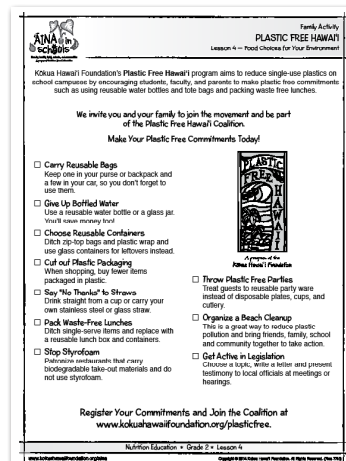 ʻĀINA in schools
Family Activity
PLASTIC FREE HAWAIʻI
Lesson 4 — Food Choices for Your Environment
Kōkua Hawaiʻi Foundation's Plastic Free Hawaiʻi program aims to reduce single-use plastics on
school campuses by encouraging students, faculty, and parents to make plastic free commitments
such as using reusable water bottles and tote bags and packing waste free lunches.
We invite you and your family to join the movement and be part
of the Plastic Free Hawaiʻi Coalition.
Make Your Plastic Free Commitments Today!
☐ Carry Reusable Bags
Keep one in your purse or backpack and
a few in your car, so you don't forget to
use them.
☐ Give Up Bottled Water
Use a reusable water bottle or a glass jar.
You'll save money too!
☐ Choose Reusable Containers
Ditch zip-top bags and plastic wrap and
use glass containers for leftovers instead.
☐ Cut out Plastic Packaging
When shopping, buy fewer items
packaged in plastic.
☐ Say "No Thanks" to Straws
Drink straight from a cup or carry your
own stainless steel or glass straw.
☐ Pack Waste-Free Lunches
Ditch single-serve items and replace with
a reusable lunch box and containers.
☐ Stop Styrofoam
Patronize restaurants that carry
biodegradable take-out materials and do
not use styrofoam.
PLASTIC
FREE
HAWAII
A program of the
Kōkua Hawaiʻi Foundation
☐ Throw Plastic Free Parties
Treat guests to reusable party ware
instead of disposable plates, cups, and
cutlery.
☐ Organize a Beach Cleanup
This is a great way to reduce plastic
pollution and bring friends, family, school
and community together to take action.
☐ Get Active in Legislation
Choose a topic, write a letter and present
testimony to local officials at meetings or
hearings.
Register Your Commitments and Join the Coalition at
www.kokuahawaiifoundation.org/plasticfree.
Nutrition Education • Grade 2 • Lesson 4
www.kokuahawaiifoundation.org/aina